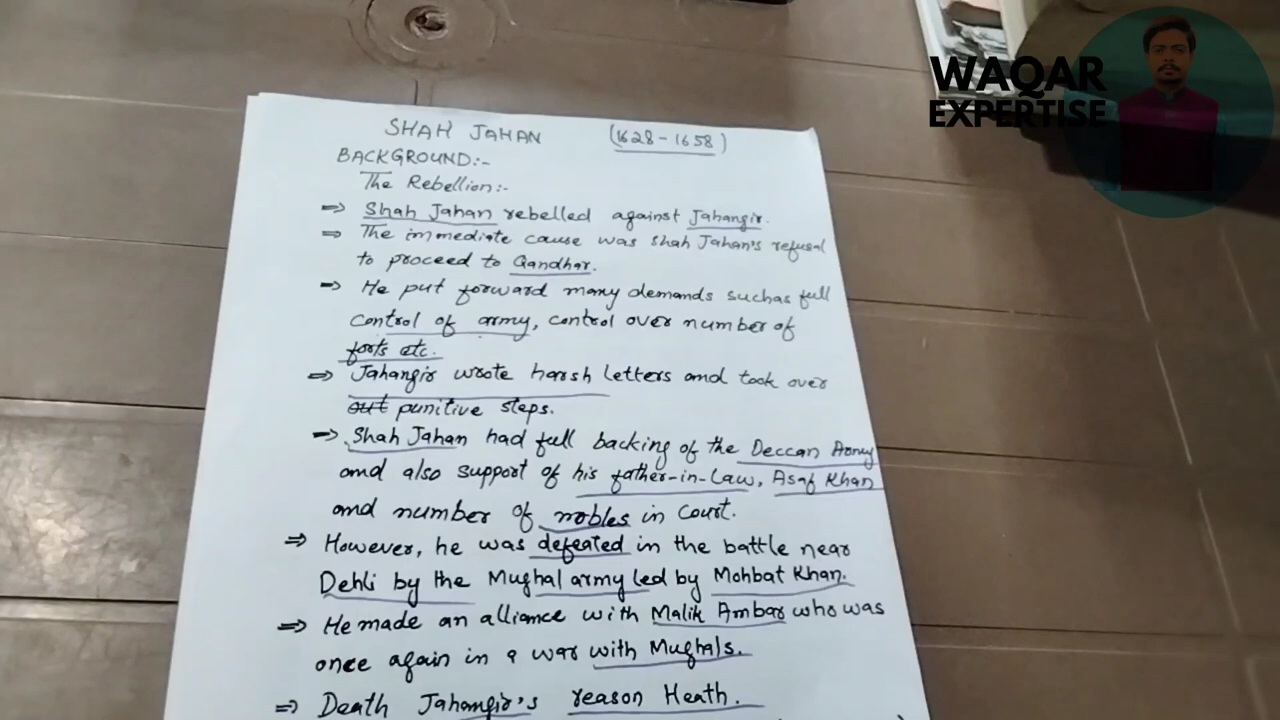 WAQAR
EXPERTISE
SHAH JAHAN (1628-1658)
BACKGROUND:-
The Rebellion:-
⇒ Shah Jahan rebelled against Jahangir.
⇒ The immediate cause was Shah Jahan's refusal
to proceed to Qandhar.
⇒ He put forward many demands suchas full
control of army, control over number of
forts etc.
⇒ Jahangir wrote harsh letters and took over
out punitive steps.
⇒ Shah Jahan had full backing of the Deccan Army
and also support of his father-in-Law, Asaf Khan
and number of nobles in court.
⇒ However, he was defeated in the battle near
Dehli by the Mughal army led by Mohbat Khan.
⇒ He made an alliance with Malik Ambar who was
once again in a war with Mughals.
⇒ Death Jahangir's reason Heath.